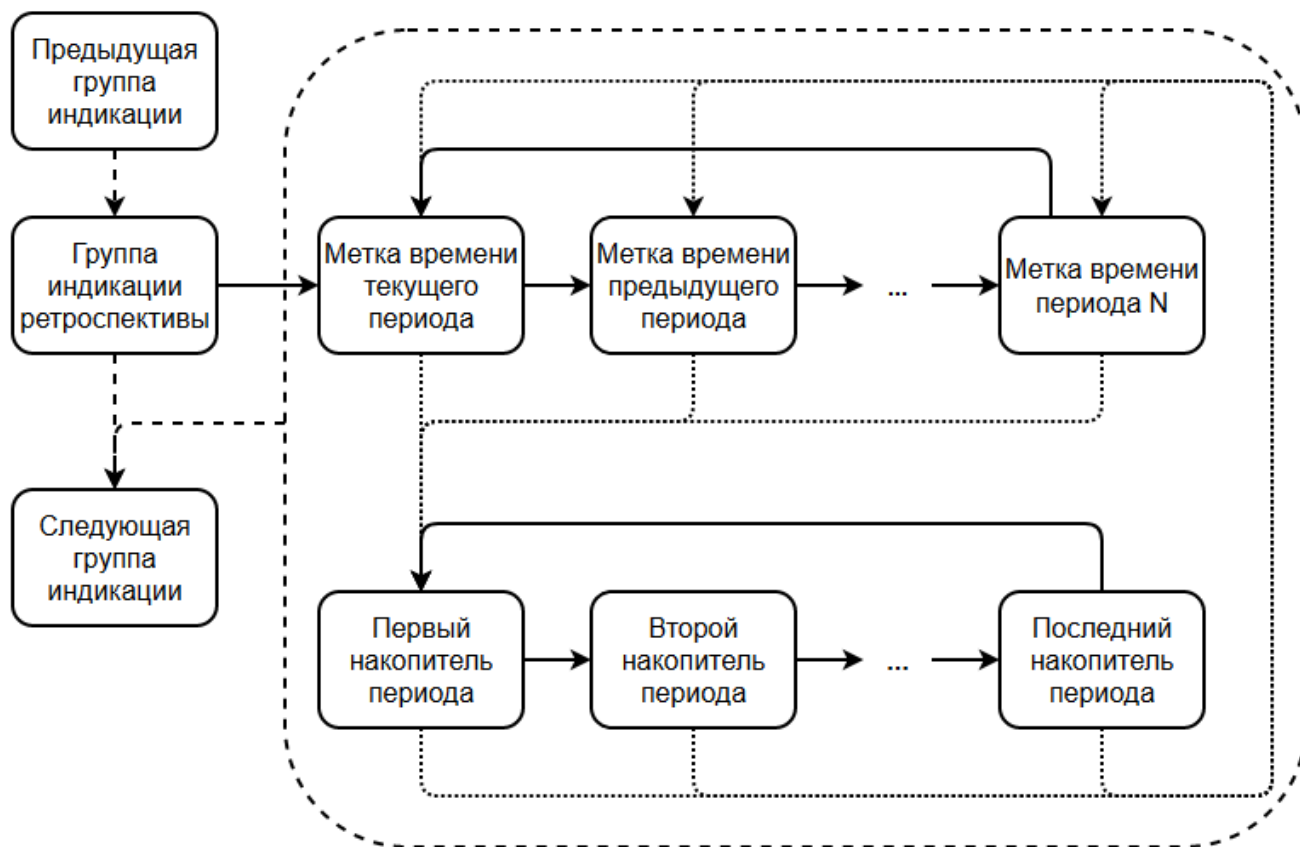 Предыдущая
группа
индикации
Группа
индикации
ретроспективы
Метка времени
текущего
периода
Метка времени
предыдущего
периода
...
Метка времени
периода N
Следующая
группа
индикации
Первый
накопитель
периода
Второй
накопитель
периода
...
Последний
накопитель
периода